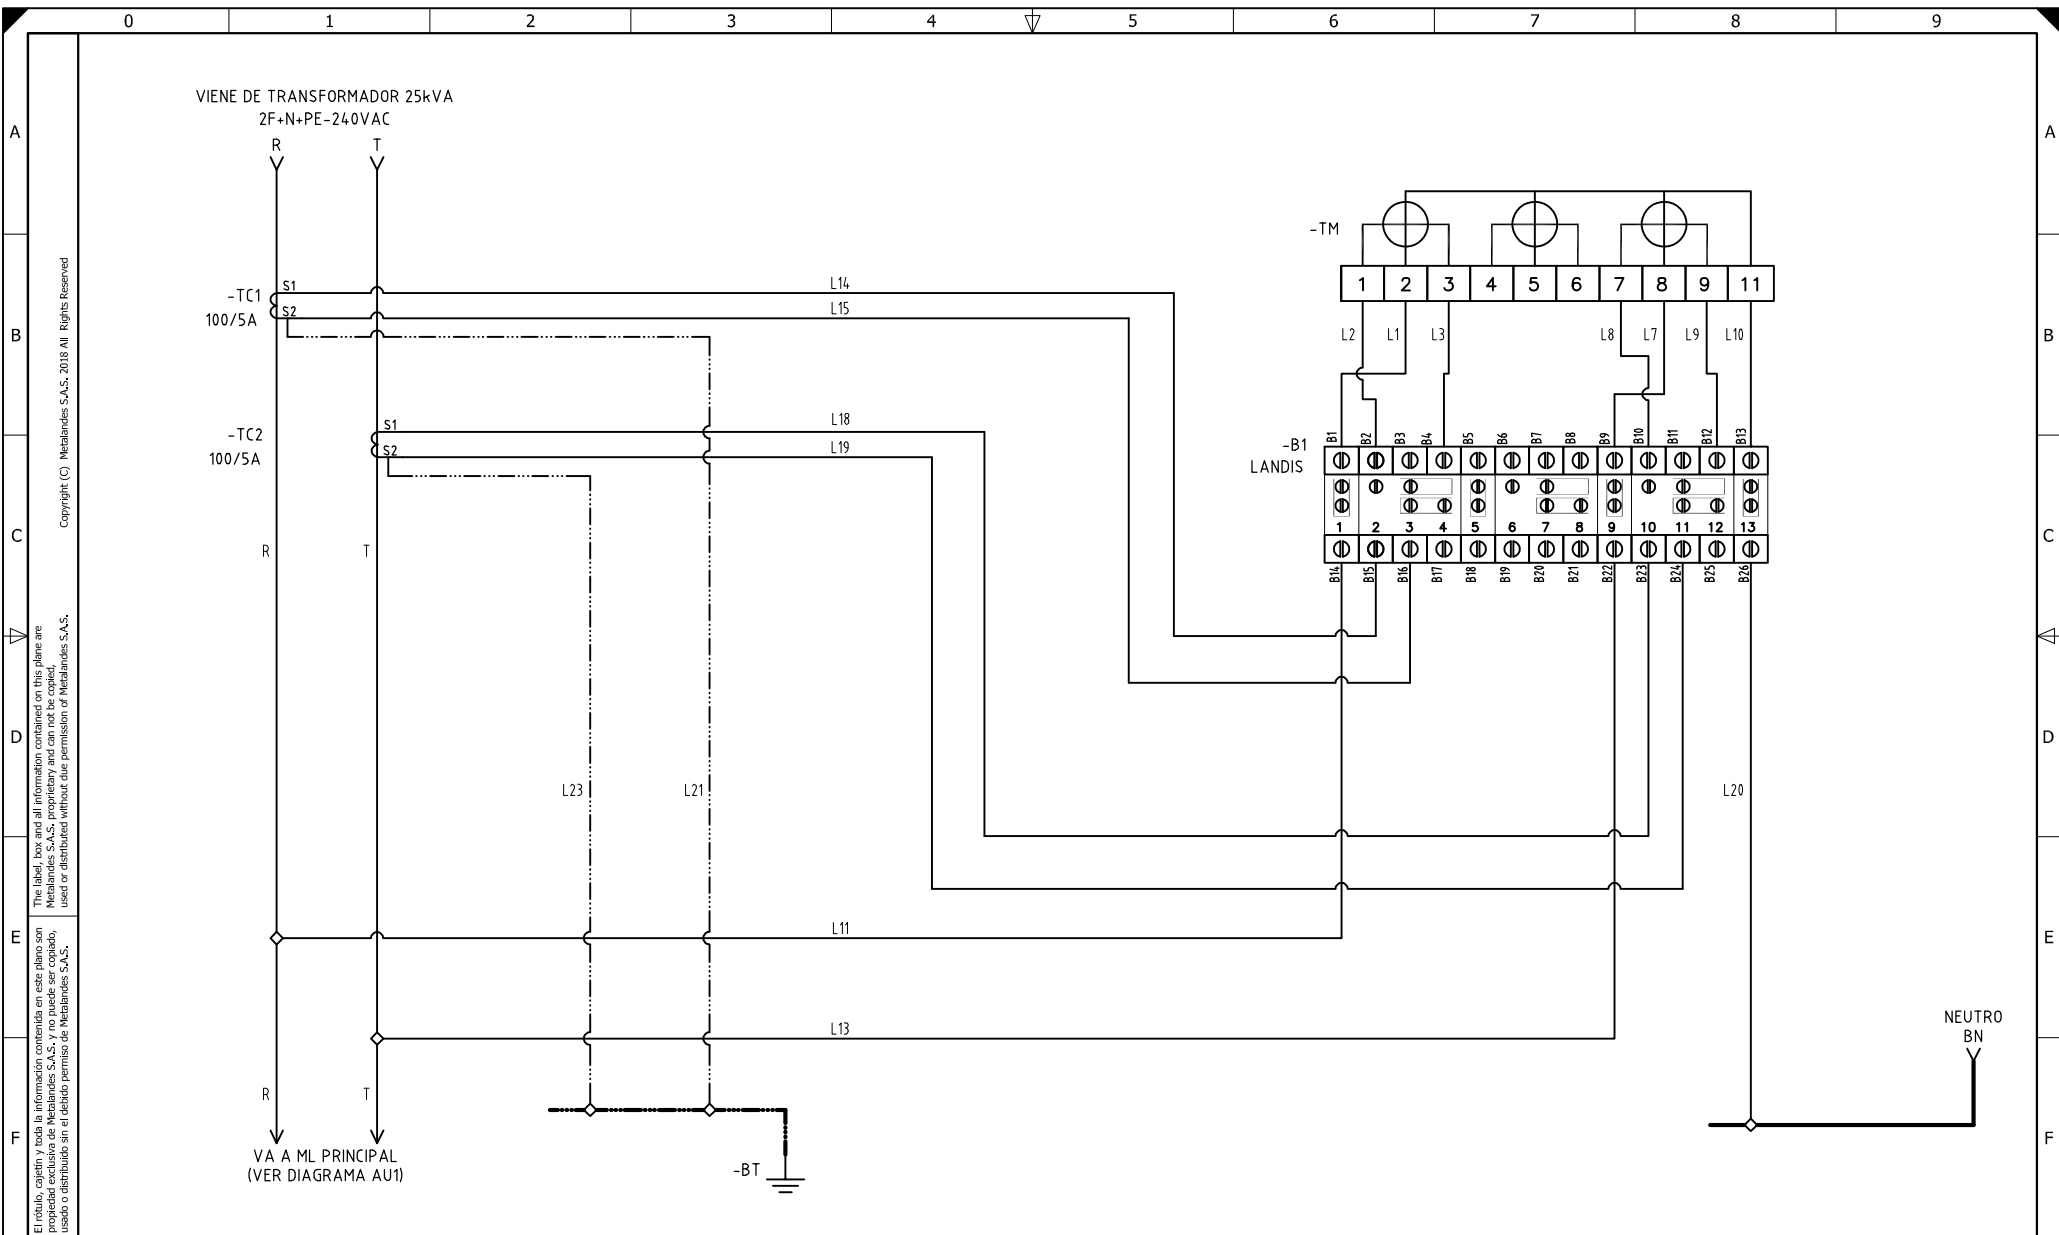 0 1 2 3 4 5 6 7 8 9
VIENE DE TRANSFORMADOR 25kVA
2F+N+PE-240VAC
R T
A A
-TM
1 2 3 4 5 6 7 8 9 11
S1 L14
-TC1
100/5A
S2 L15
B B
L2 L1 L3 L8 L7 L9 L10
S1 L18
-TC2
100/5A
S2 L19
-B1
LANDIS
B1 B2 B3 B4 B5 B6 B7 B8 B9 B10 B11 B12 B13
1 2 3 4 5 6 7 8 9 10 11 12 13
B14 B15 B16 B17 B18 B19 B20 B21 B22 B23 B24 B25 B26
C C
R T
D D
L23 L21 L20
E E
L11
L13
NEUTRO
BN
R T
F F
VA A ML PRINCIPAL
(VER DIAGRAMA AU1)
-BT
Copyright (C) Metalandes S.A.S. 2018 All Rights Reserved
The label, box and all information contained on this plane are
Metalandes S.A.S. proprietary and can not be copied,
used or distributed without due permission of Metalandes S.A.S.
El rótulo, cajetín y toda la información contenida en este plano son
propiedad exclusiva de Metalandes S.A.S. y no puede ser copiado,
usado o distribuido sin el debido permiso de Metalandes S.A.S.